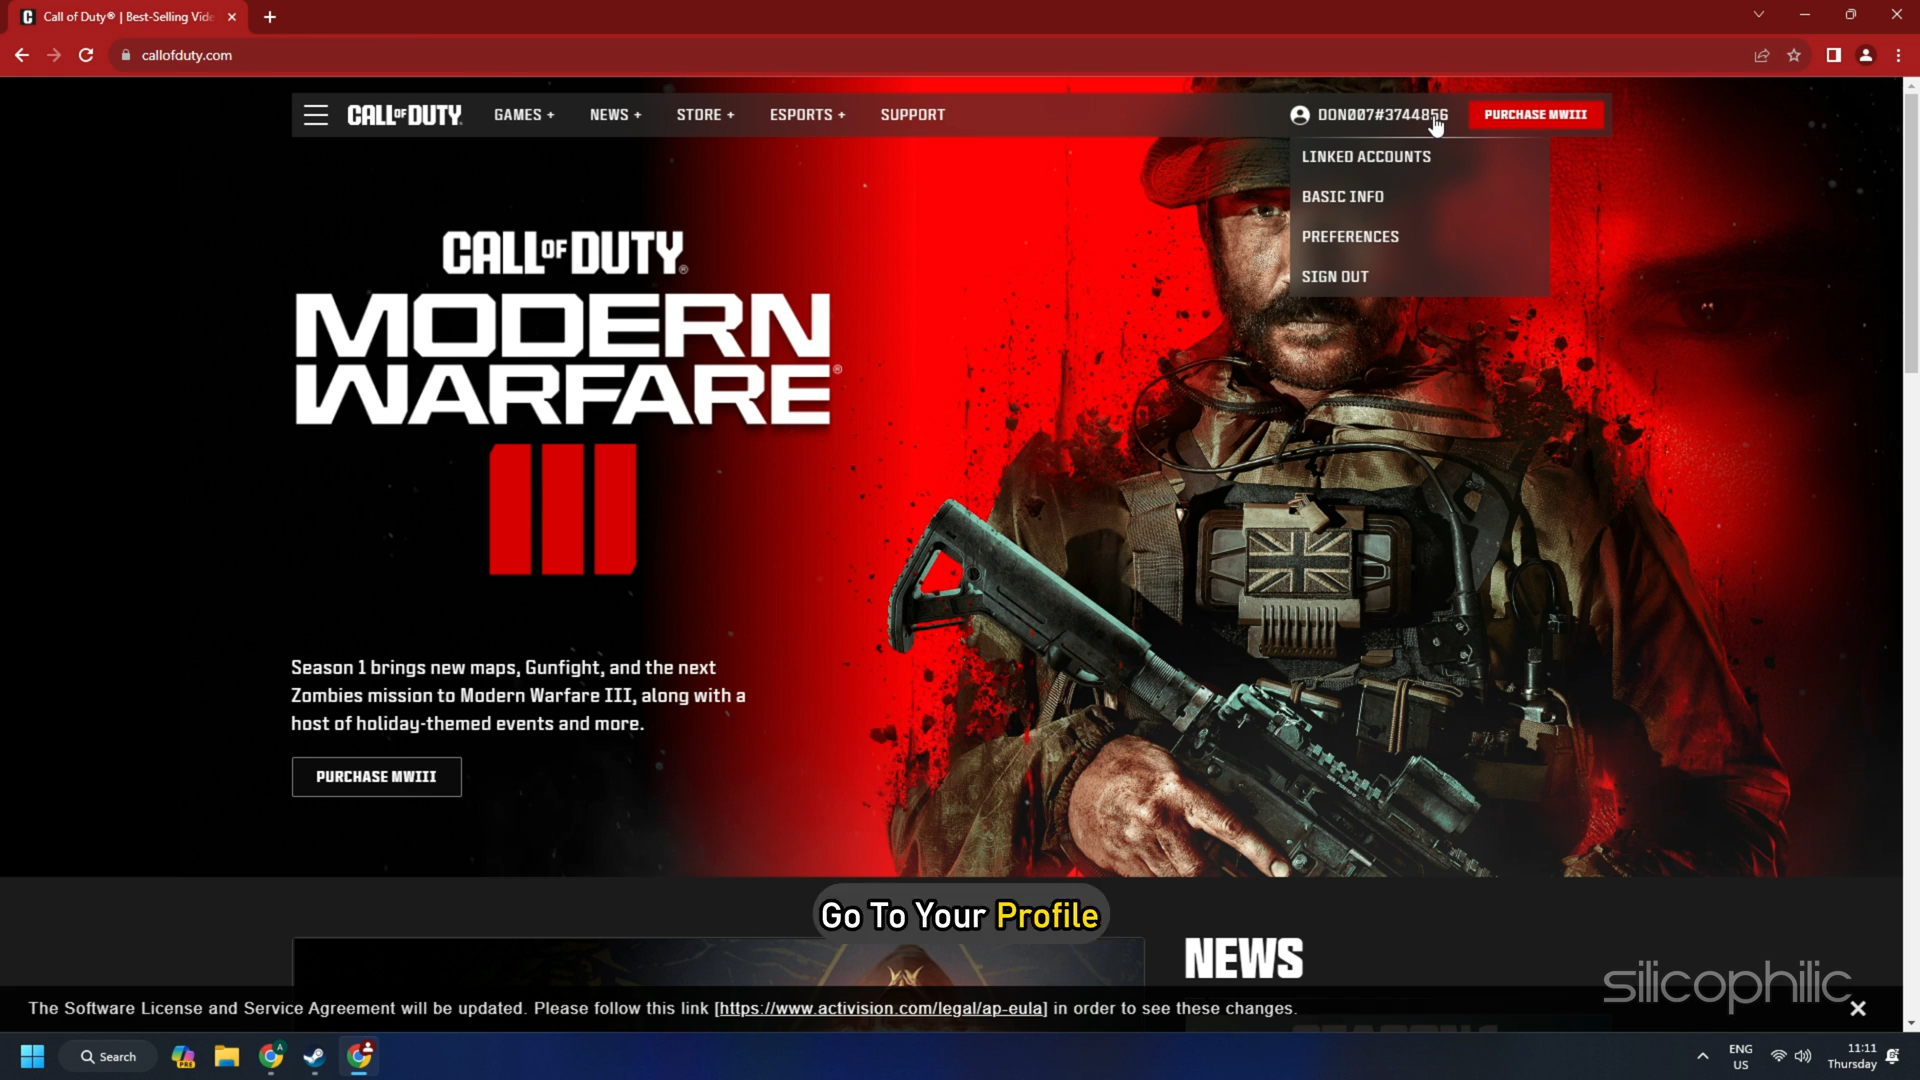 Call of Duty® | Best-Selling Vide
callofduty.com
CALL OF DUTY
GAMES +
NEWS +
STORE +
ESPORTS +
SUPPORT
DON007#3744856
PURCHASE MWIII
LINKED ACCOUNTS
BASIC INFO
PREFERENCES
SIGN OUT
CALL OF DUTY®
MODERN
WARFARE®
III
Season 1 brings new maps, Gunfight, and the next
Zombies mission to Modern Warfare III, along with a
host of holiday-themed events and more.
PURCHASE MWIII
Go To Your Profile
NEWS
silicophilic
The Software License and Service Agreement will be updated. Please follow this link [https://www.activision.com/legal/ap-eula] in order to see these changes.
Search
PRE
A
ENG
US
11:11
Thursday